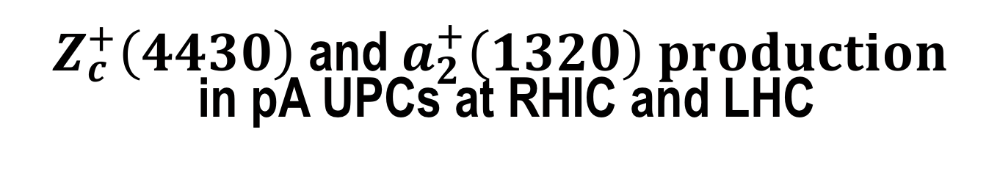 Z_c^+(4430) and a_2^+(1320) production
in pA UPCs at RHIC and LHC